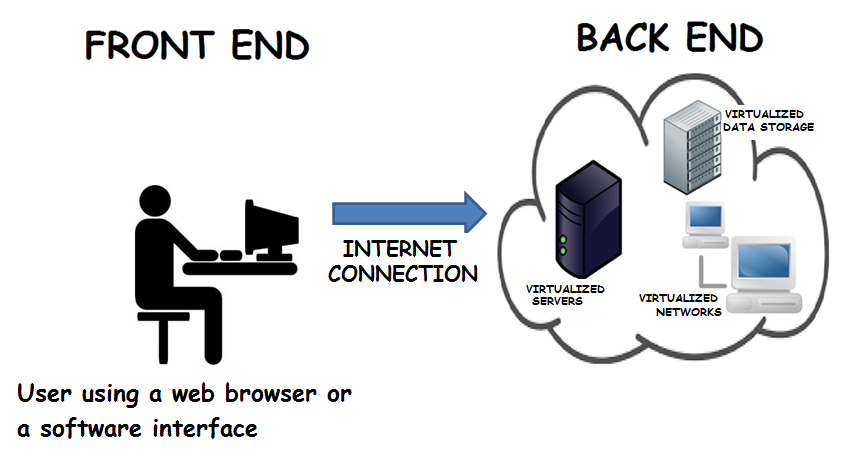 FRONT END
BACK END
VIRTUALIZED
DATA STORAGE
INTERNET
CONNECTION
VIRTUALIZED
SERVERS
VIRTUALIZED
NETWORKS
User using a web browser or
a software interface